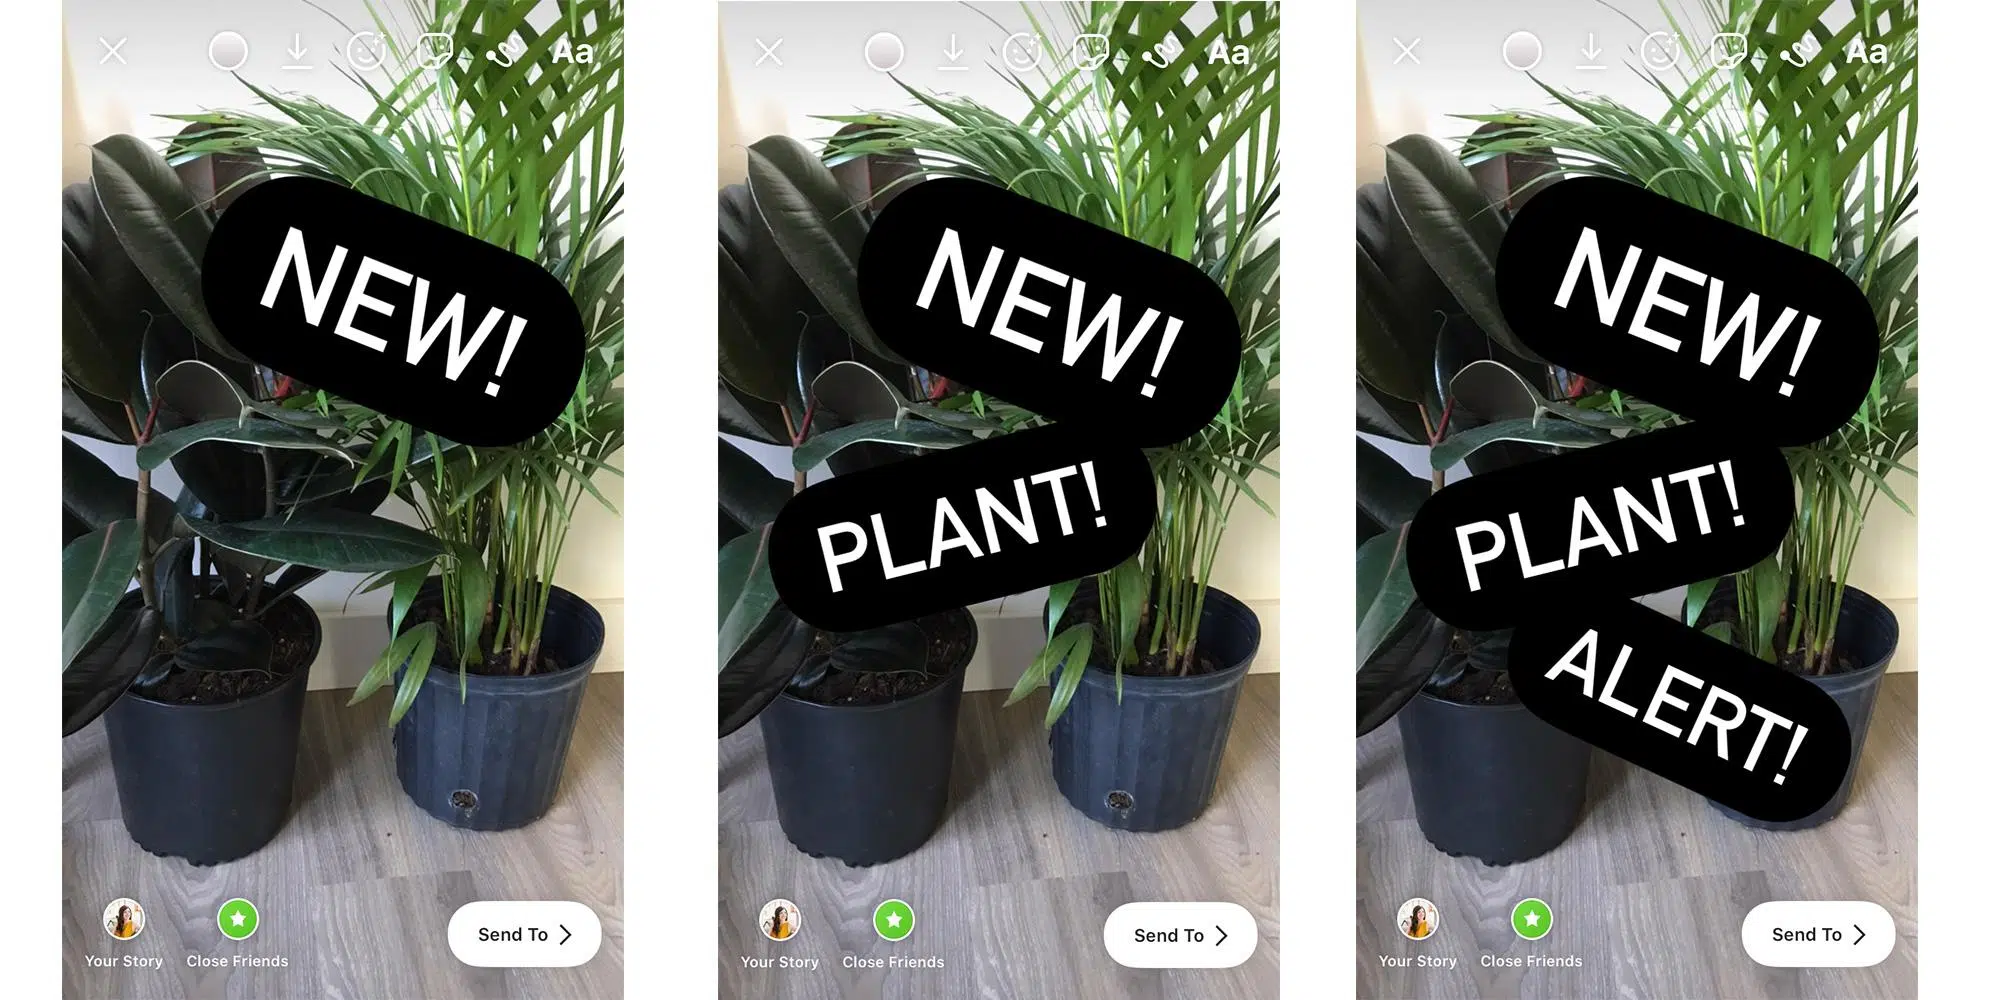 Aa
NEW!
Your Story
Close Friends
Send To
Aa
NEW!
PLANT!
Your Story
Close Friends
Send To
Aa
NEW!
PLANT!
ALERT!
Your Story
Close Friends
Send To